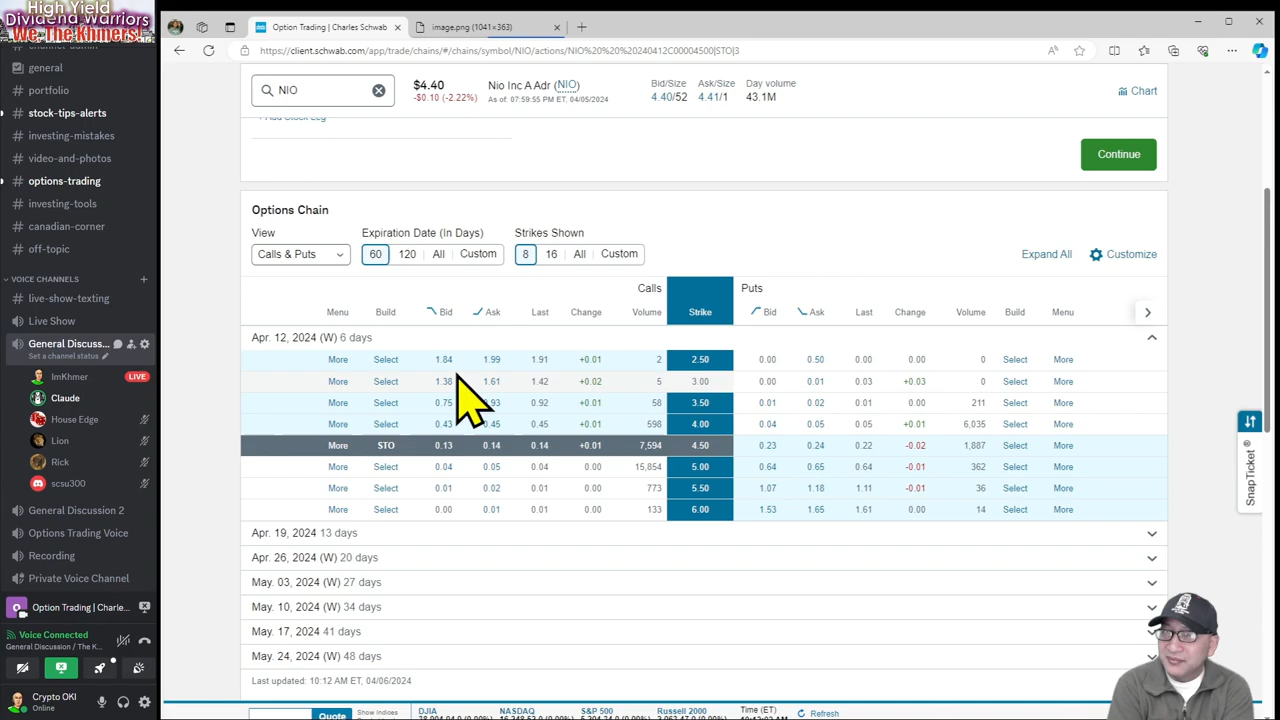 High Yield
Dividend Warriors
We The Khmers!
# channel-admin
# general
# portfolio
# stock-tips-alerts
# investing-mistakes
# video-and-photos
# options-trading
# investing-tools
# canadian-corner
# off-topic
VOICE CHANNELS
# live-show-texting
Live Show
General Discuss...
Set a channel status
ImKhmer LIVE
Claude
House Edge
Lion
Rick
scsu300
General Discussion 2
Options Trading Voice
Recording
Private Voice Channel
Option Trading | Charle...
Voice Connected
General Discussion / The K...
Crypto OKI
Online
Option Trading | Charles Schwab
image.png (1041×363)
https://client.schwab.com/app/trade/chains/#/chains/symbol/NIO/actions/NIO%20%20%20240412C00004500|STO|3
NIO
$4.40
-$0.10 (-2.22%)
Nio Inc A Adr (NIO)
As of: 07:59:55 PM ET, 04/05/2024
Bid/Size
4.40/52
Ask/Size
4.41/1
Day volume
43.1M
Chart
+ Add Stock Leg
Continue
Options Chain
View
Calls & Puts
Expiration Date (In Days)
60 120 All Custom
Strikes Shown
8 16 All Custom
Expand All
Customize
Calls Puts
Menu Build Bid Ask Last Change Volume Strike Bid Ask Last Change Volume Build Menu
Apr. 12, 2024 (W) 6 days
More Select 1.84 1.99 1.91 +0.01 2 2.50 0.00 0.50 0.00 0.00 0 Select More
More Select 1.38 1.61 1.42 +0.02 5 3.00 0.00 0.01 0.03 +0.03 0 Select More
More Select 0.75 .93 0.92 +0.01 58 3.50 0.01 0.02 0.01 0.00 211 Select More
More Select 0.43 .45 0.45 +0.01 598 4.00 0.04 0.05 0.05 +0.01 6,035 Select More
More STO 0.13 0.14 0.14 +0.01 7,594 4.50 0.23 0.24 0.22 -0.02 1,887 Select More
More Select 0.04 0.05 0.04 0.00 15,854 5.00 0.64 0.65 0.64 -0.01 362 Select More
More Select 0.01 0.02 0.01 0.00 773 5.50 1.07 1.18 1.11 -0.01 36 Select More
More Select 0.00 0.01 0.01 0.00 133 6.00 1.53 1.65 1.61 0.00 14 Select More
Apr. 19, 2024 13 days
Apr. 26, 2024 (W) 20 days
May. 03, 2024 (W) 27 days
May. 10, 2024 (W) 34 days
May. 17, 2024 41 days
May. 24, 2024 (W) 48 days
Last updated: 10:12 AM ET, 04/06/2024
SnapTicket®
Quote
Show Indices
DJIA
NASDAQ
S&P 500
Russell 2000
Time (ET)
Refresh